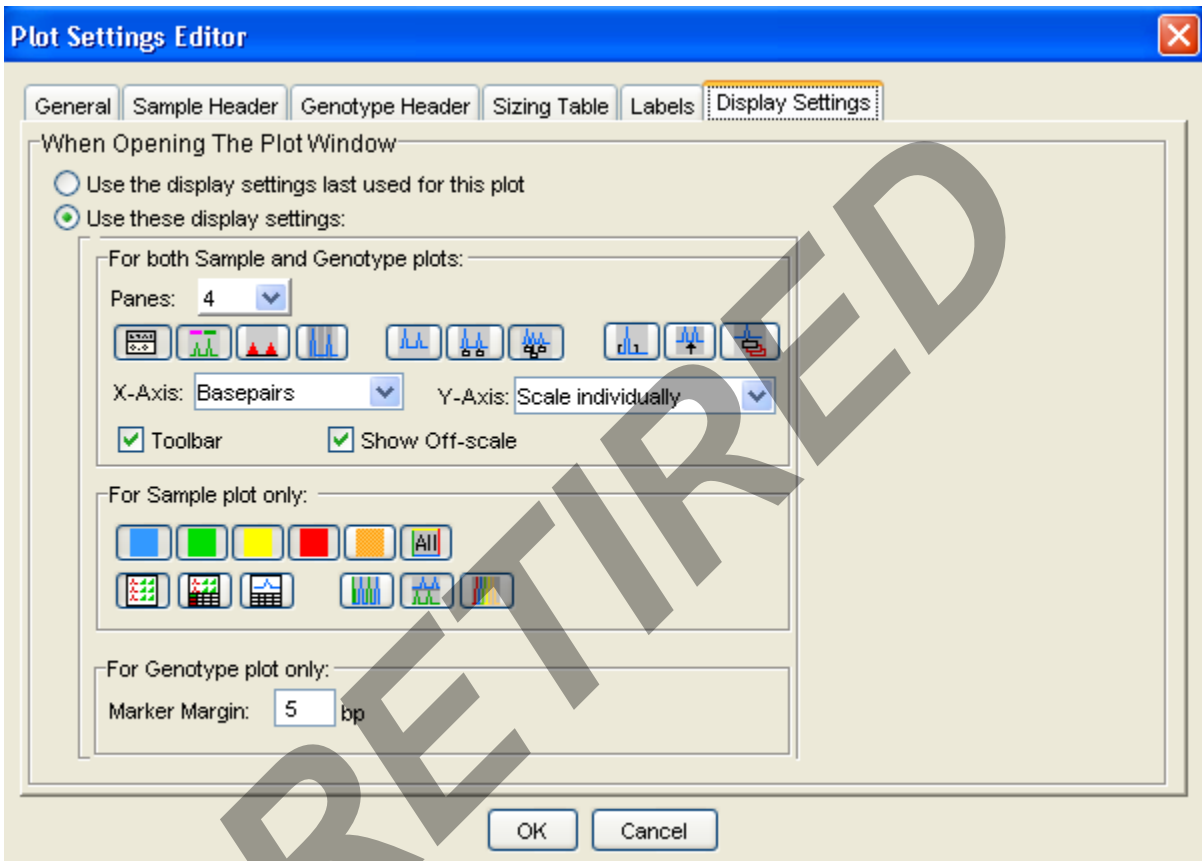 Plot Settings Editor
General Sample Header Genotype Header Sizing Table Labels Display Settings
When Opening The Plot Window
Use the display settings last used for this plot
Use these display settings:
For both Sample and Genotype plots:
Panes: 4
X-Axis: Basepairs Y-Axis: Scale individually
Toolbar Show Off-scale
For Sample plot only:
All
For Genotype plot only:
Marker Margin: 5 bp
OK Cancel
RETIRED